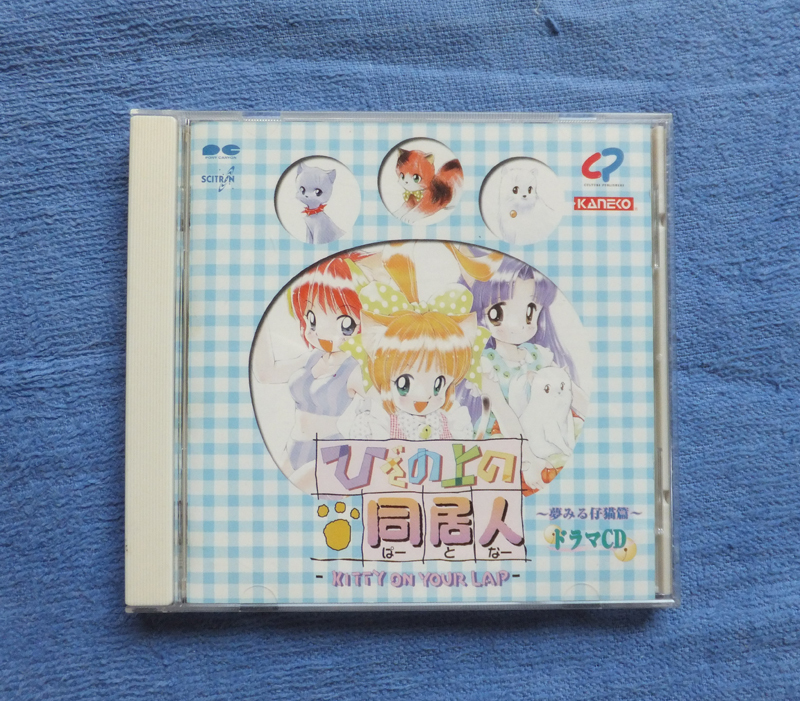 SCITRON
CP
KANEKO
ひざの上の
同居人
ぱーとなー
- KITTY ON YOUR LAP -
～夢みる仔猫篇～
ドラマCD